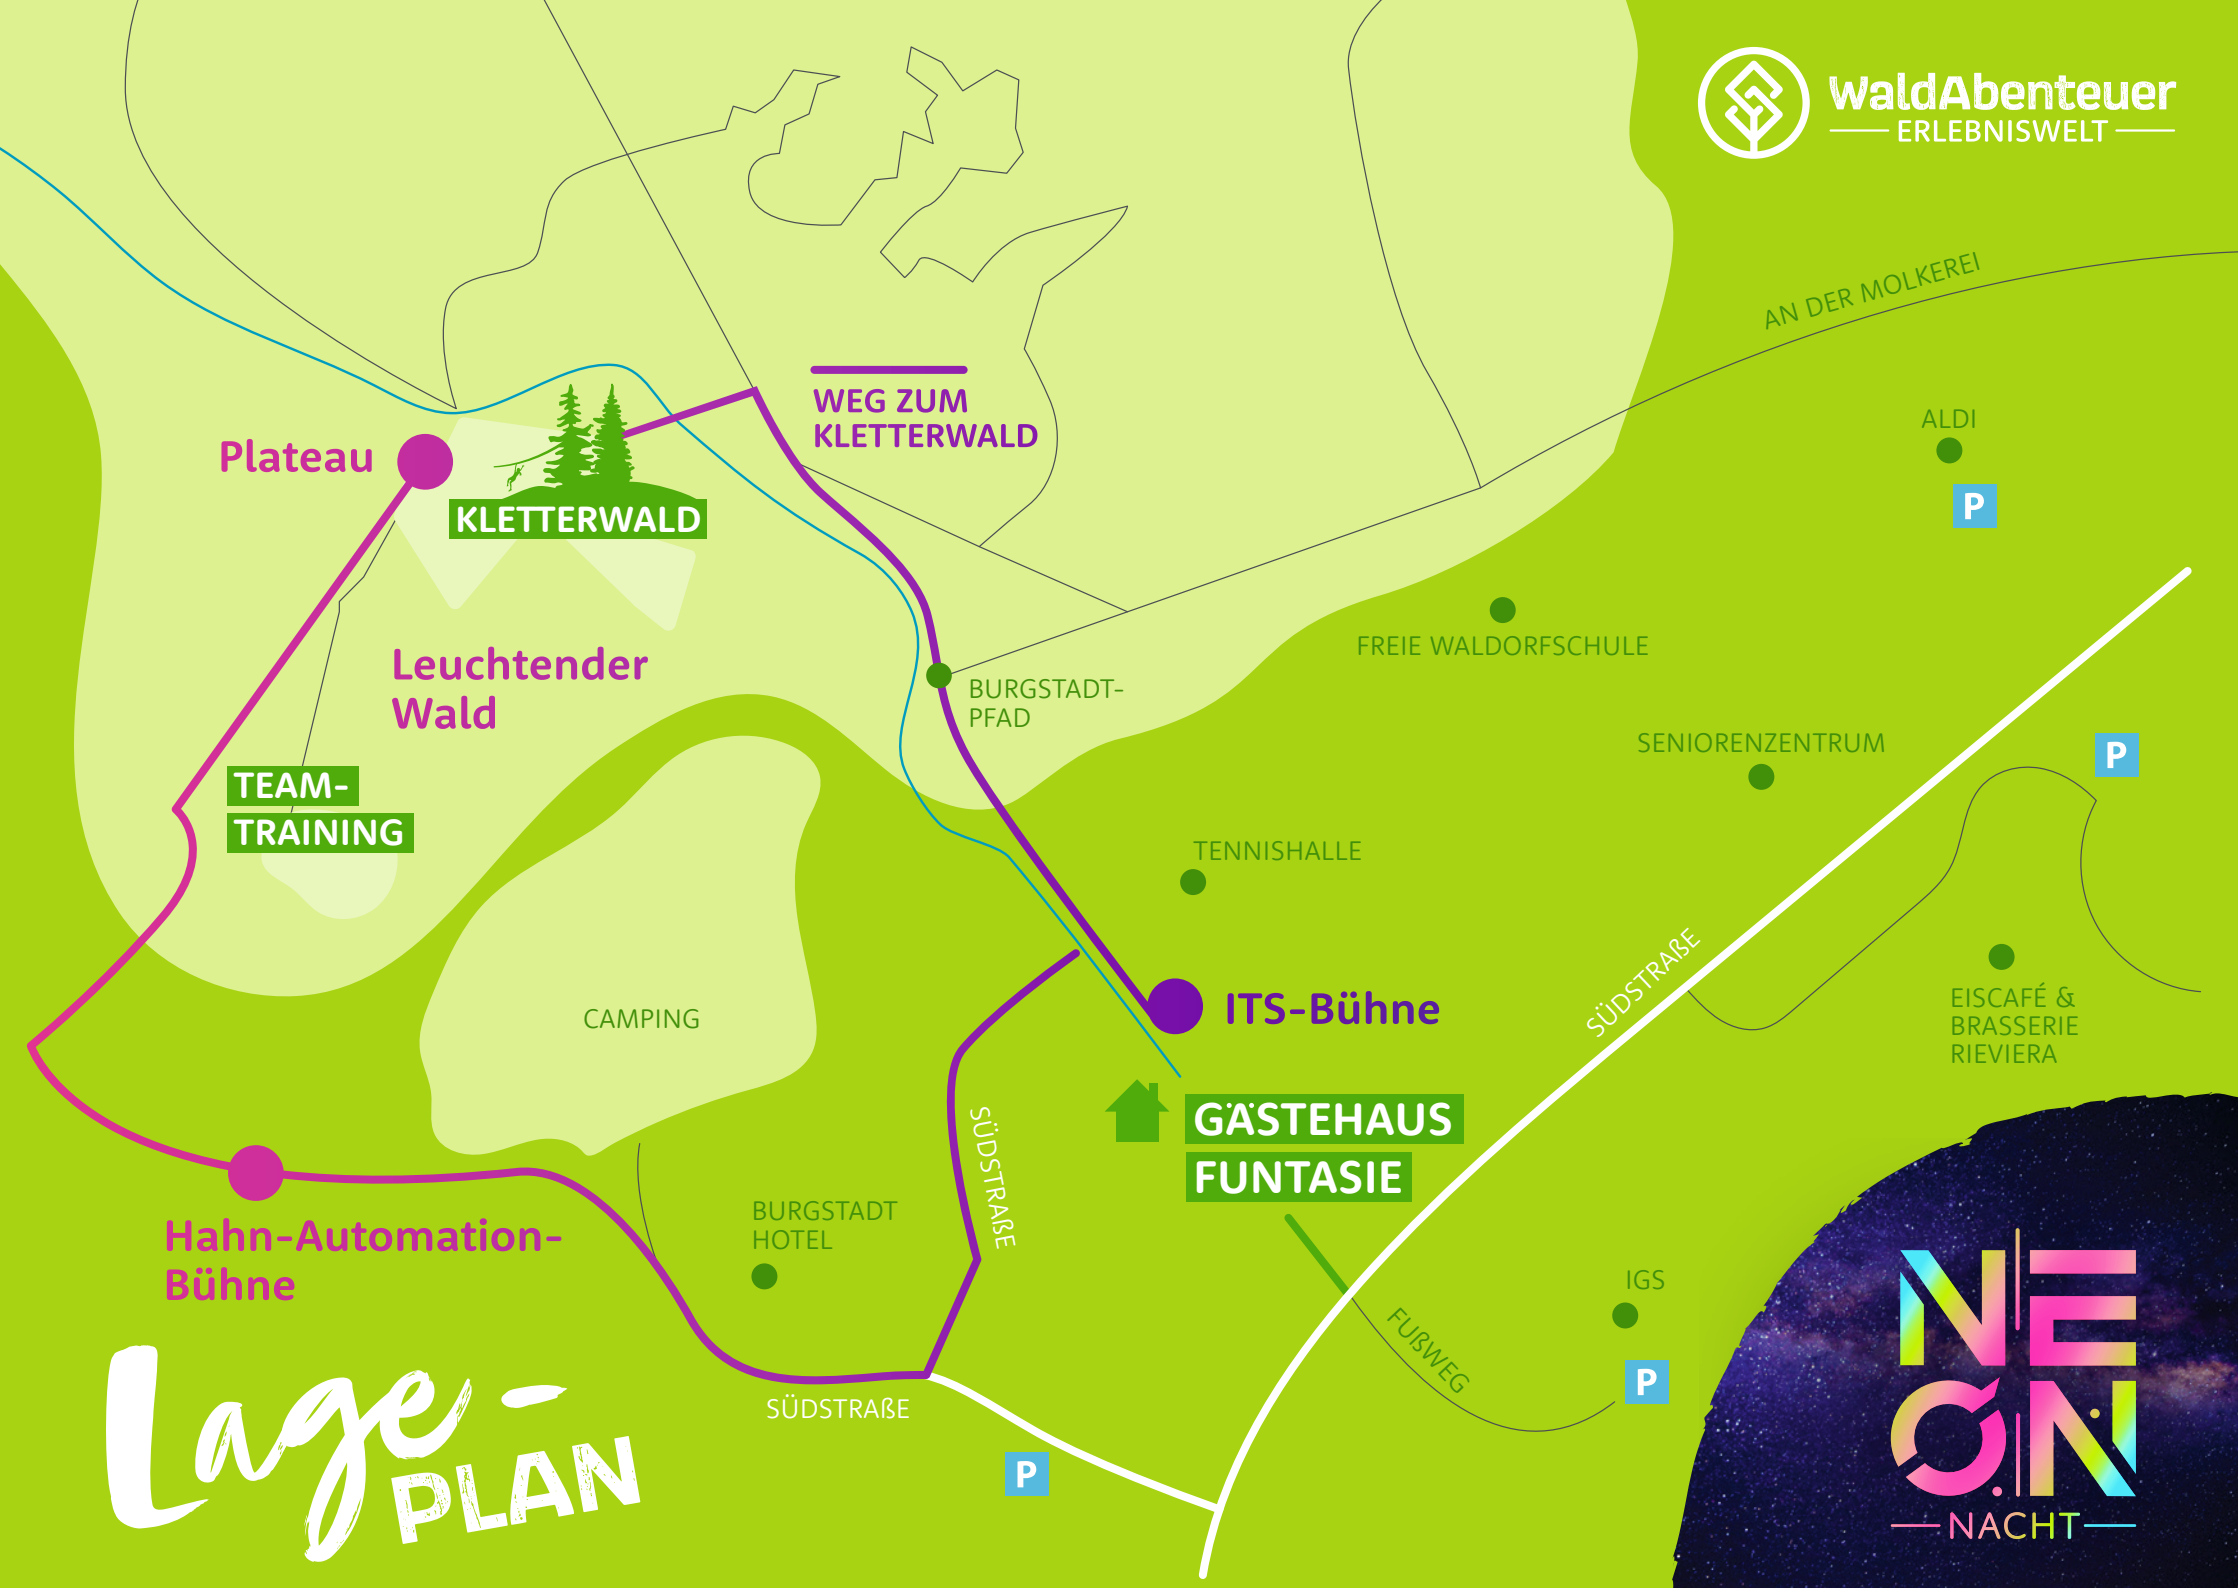 WaldAbenteuer
ERLEBNISWELT
AN DER MOLKEREI
WEG ZUM
KLETTERWALD
ALDI
P
Plateau
KLETTERWALD
FREIE WALDORFSCHULE
Leuchtender
Wald
BURGSTADT-
PFAD
SENIORENZENTRUM
P
TEAM-
TRAINING
TENNISHALLE
SÜDSTRAßE
CAMPING
ITS-Bühne
EISCAFÉ &
BRASSERIE
RIEVIERA
GÄSTEHAUS
FUNTASIE
SÜDSTRAßE
BURGSTADT
HOTEL
Hahn-Automation-
Bühne
IGS
P
FUßWEG
SÜDSTRAßE
P
Lage-
PLAN
NE
ON
NACHT